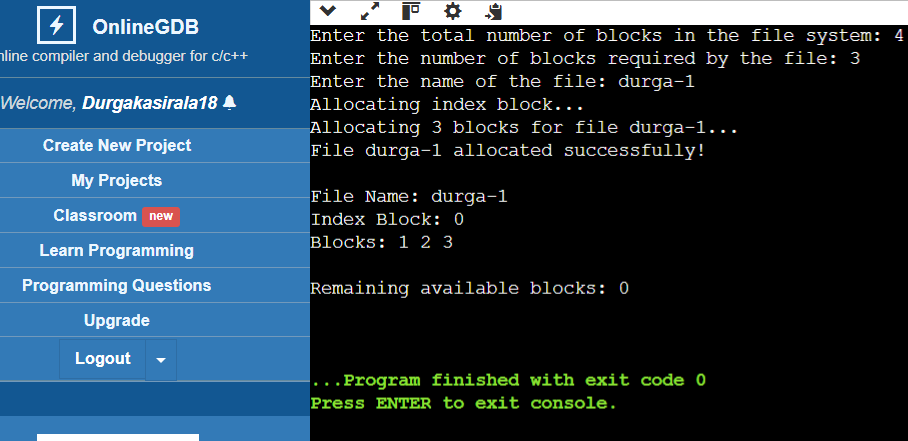 OnlineGDB
nline compiler and debugger for c/c++
Welcome, Durgakasirala18
Create New Project
My Projects
Classroom new
Learn Programming
Programming Questions
Upgrade
Logout
Enter the total number of blocks in the file system: 4
Enter the number of blocks required by the file: 3
Enter the name of the file: durga-1
Allocating index block...
Allocating 3 blocks for file durga-1...
File durga-1 allocated successfully!
File Name: durga-1
Index Block: 0
Blocks: 1 2 3
Remaining available blocks: 0
...Program finished with exit code 0
Press ENTER to exit console.